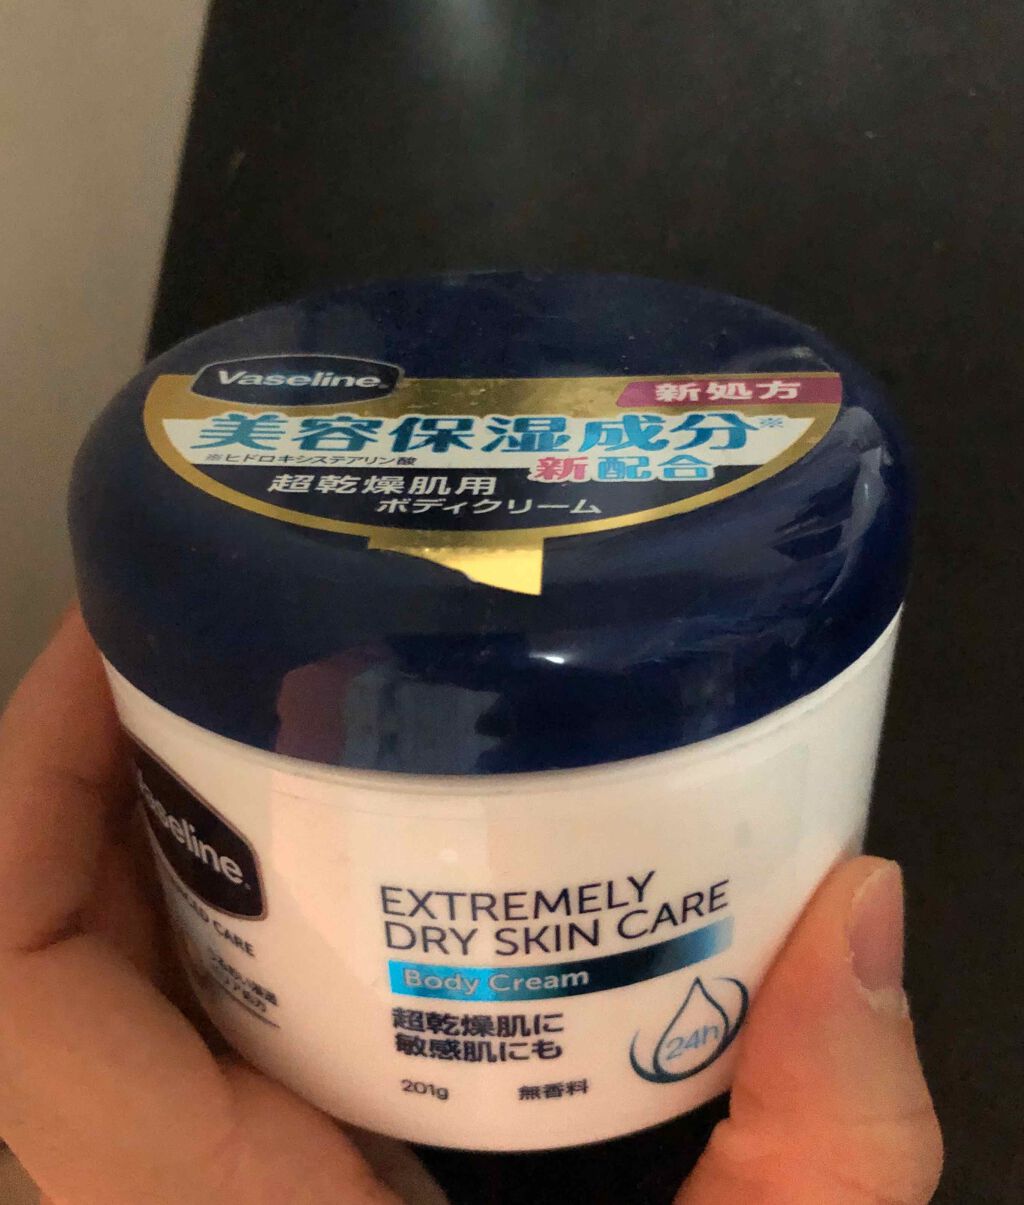 Vaseline
新処方
美容保湿成分※
※ヒドロキシステアリン酸
新配合
超乾燥肌用
ボディクリーム
Vaseline
CARE
EXTREMELY
DRY SKIN CARE
Body Cream
超乾燥肌に
敏感肌にも
24h
201g 無香料